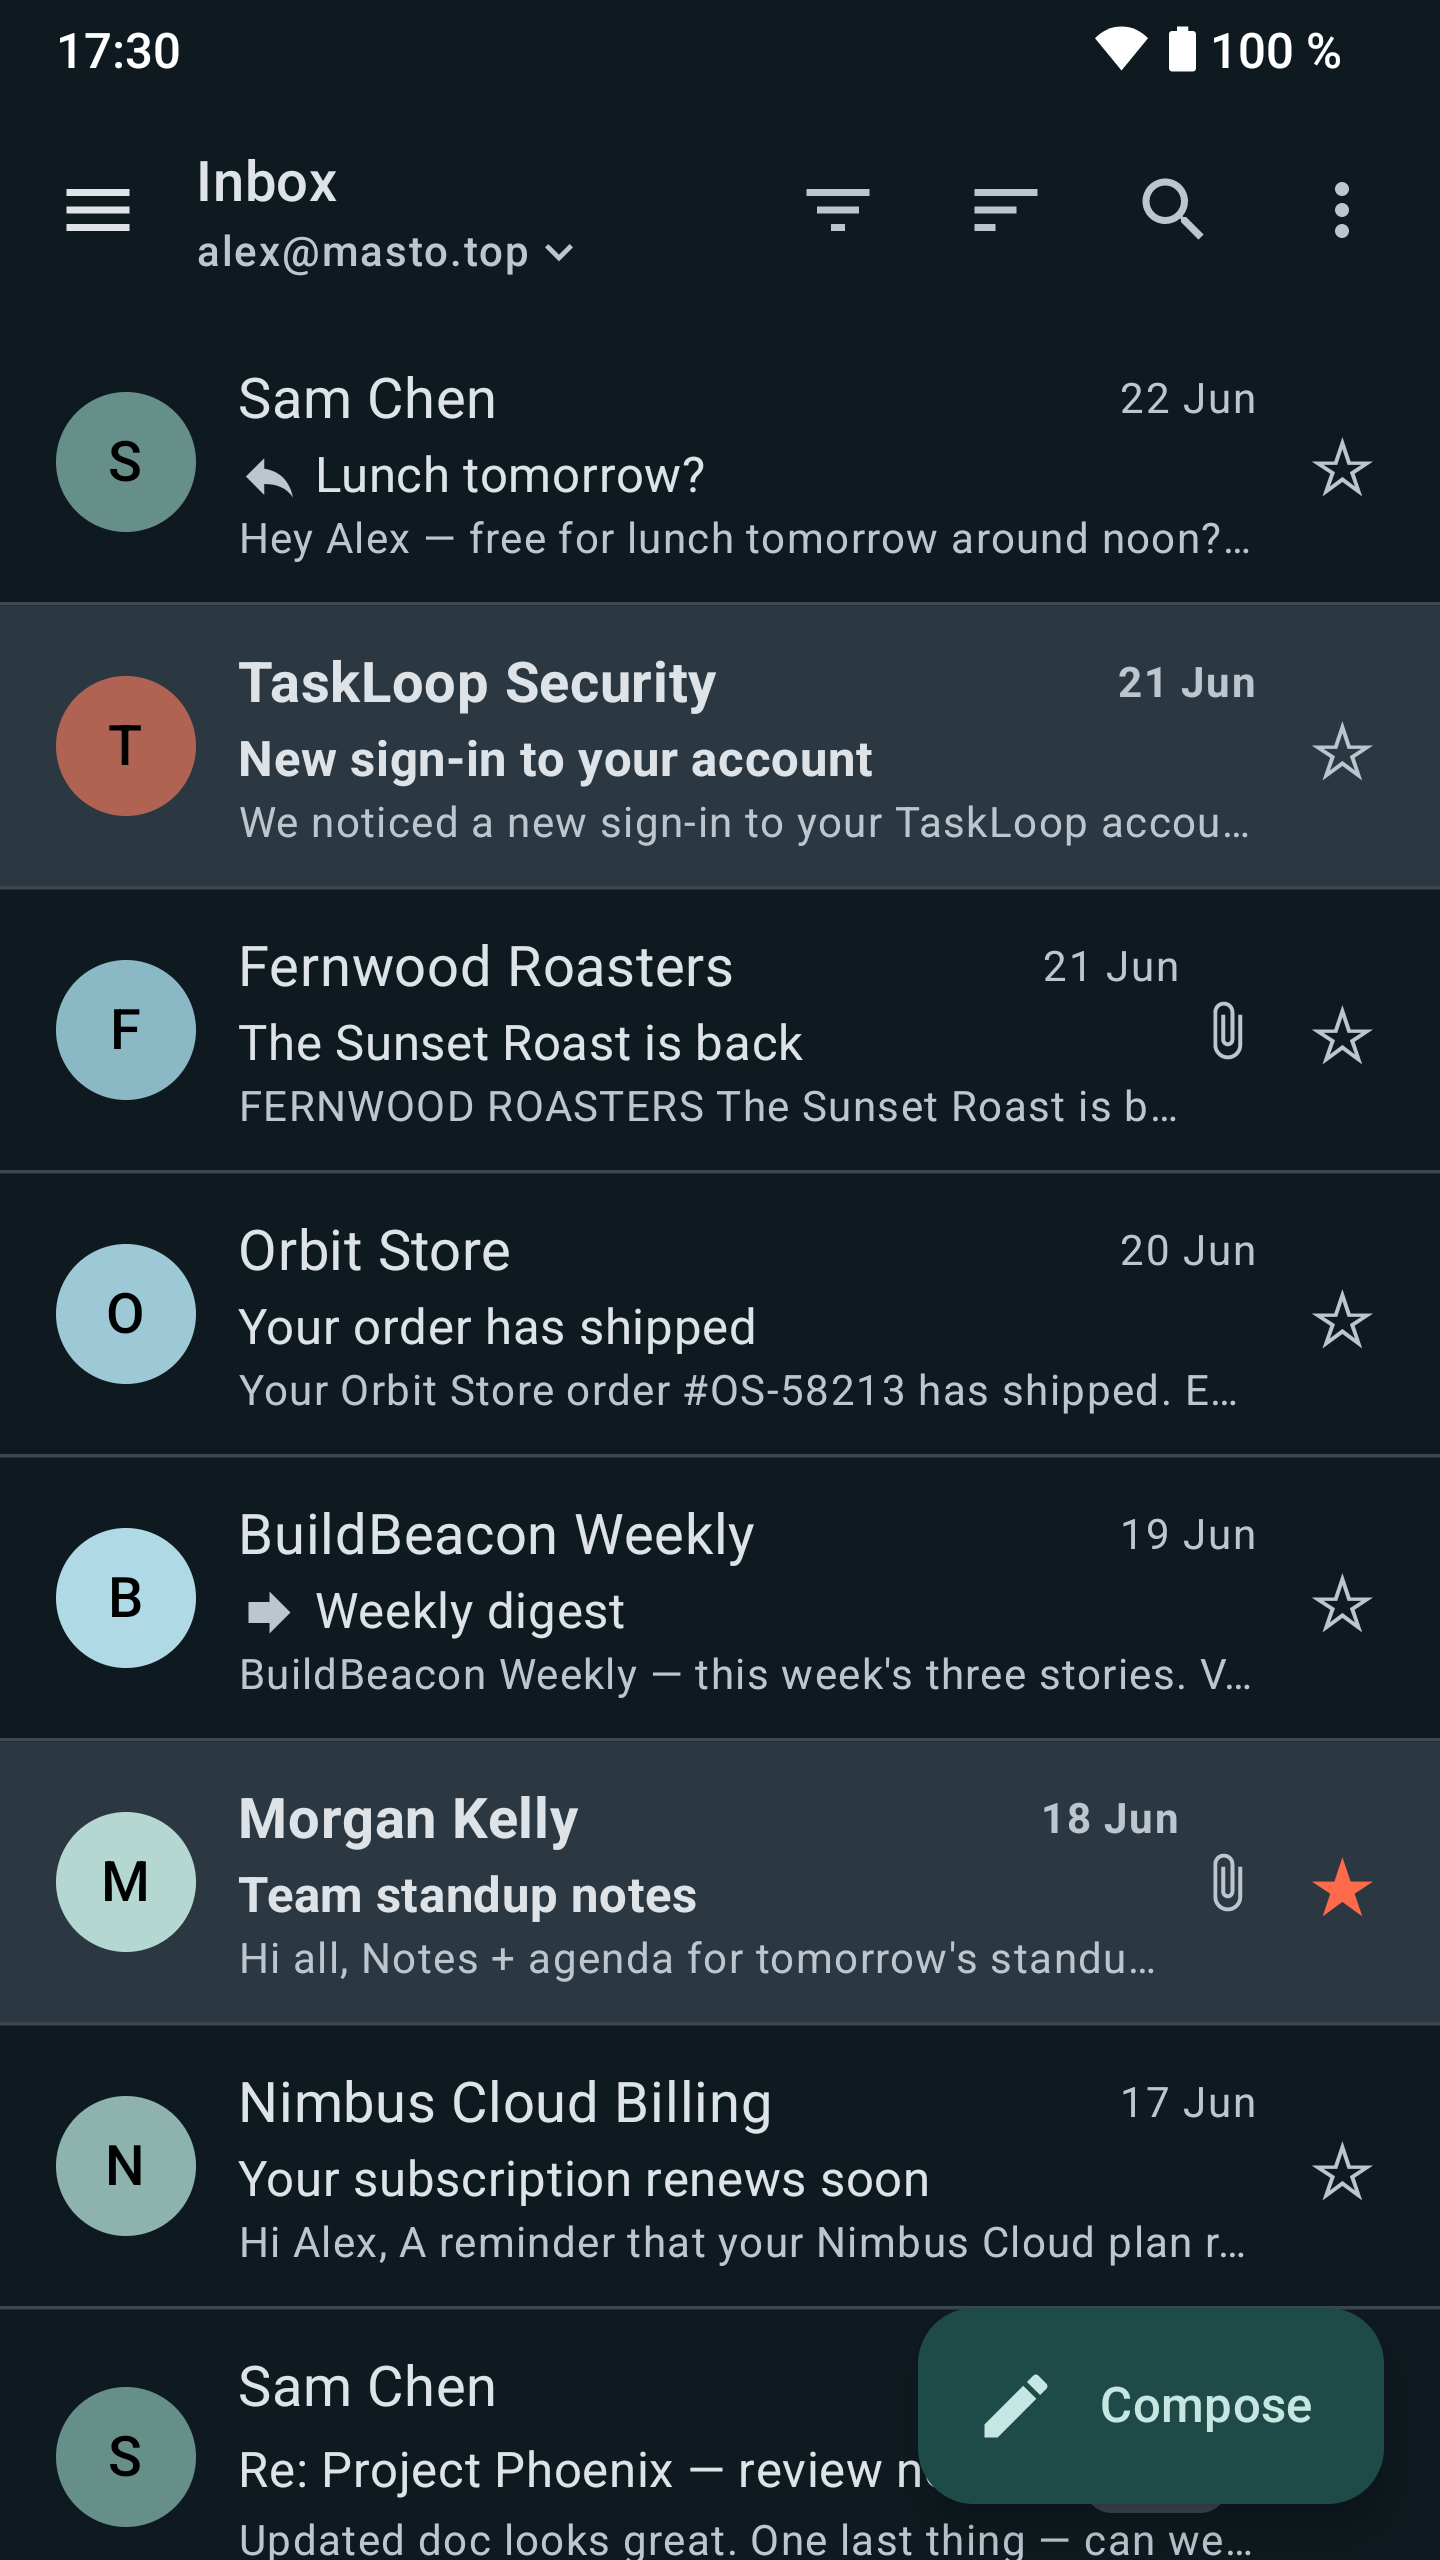 17:30
100 %
Inbox
alex@masto.top
Sam Chen
22 Jun
S
Lunch tomorrow?
Hey Alex — free for lunch tomorrow around noon?…
TaskLoop Security
21 Jun
T
New sign-in to your account
We noticed a new sign-in to your TaskLoop accou…
Fernwood Roasters
21 Jun
F
The Sunset Roast is back
FERNWOOD ROASTERS The Sunset Roast is b…
Orbit Store
20 Jun
O
Your order has shipped
Your Orbit Store order #OS-58213 has shipped. E…
BuildBeacon Weekly
19 Jun
B
Weekly digest
BuildBeacon Weekly — this week's three stories. V…
Morgan Kelly
18 Jun
M
Team standup notes
Hi all, Notes + agenda for tomorrow's standu…
Nimbus Cloud Billing
17 Jun
N
Your subscription renews soon
Hi Alex, A reminder that your Nimbus Cloud plan r…
Sam Chen
Compose
S
Re: Project Phoenix — review
Updated doc looks great. One last thing — can we…